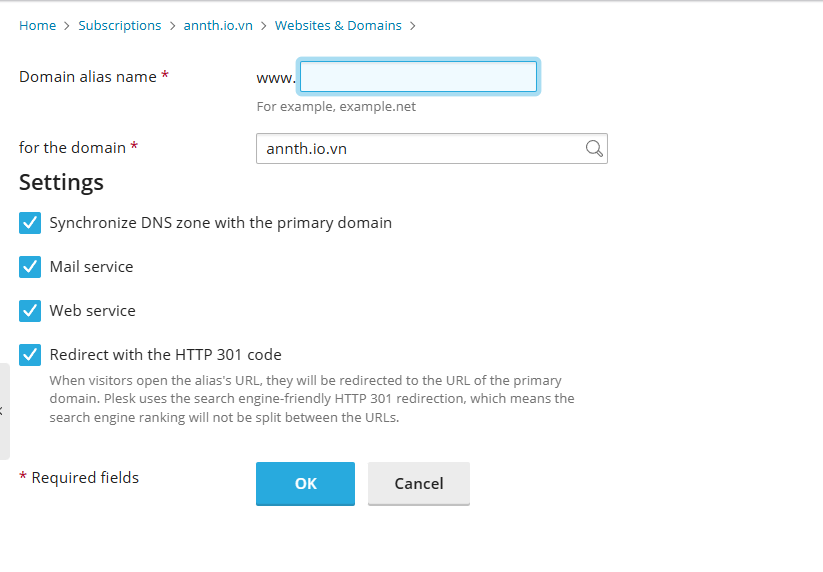 Home > Subscriptions > annth.io.vn > Websites & Domains >
Domain alias name * www.
For example, example.net
for the domain * annth.io.vn
Settings
Synchronize DNS zone with the primary domain
Mail service
Web service
Redirect with the HTTP 301 code
When visitors open the alias's URL, they will be redirected to the URL of the primary
domain. Plesk uses the search engine-friendly HTTP 301 redirection, which means the
search engine ranking will not be split between the URLs.
* Required fields OK Cancel